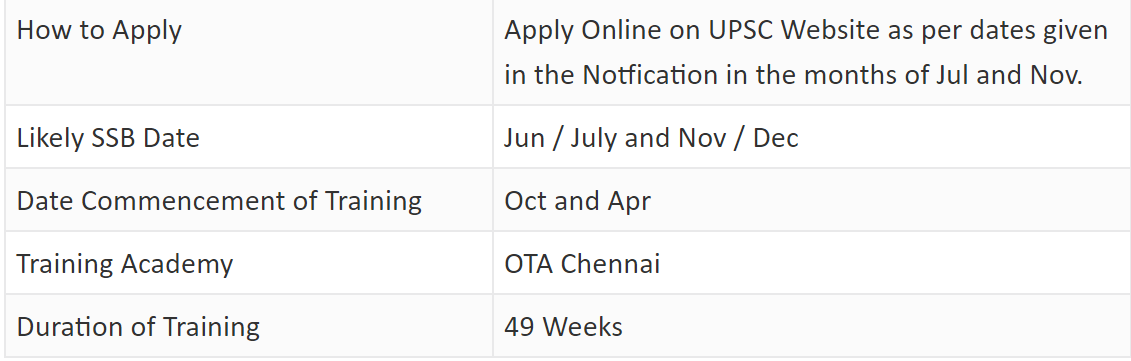 How to Apply
Apply Online on UPSC Website as per dates given
in the Notfication in the months of Jul and Nov.
Likely SSB Date
Jun / July and Nov / Dec
Date Commencement of Training
Oct and Apr
Training Academy
OTA Chennai
Duration of Training
49 Weeks